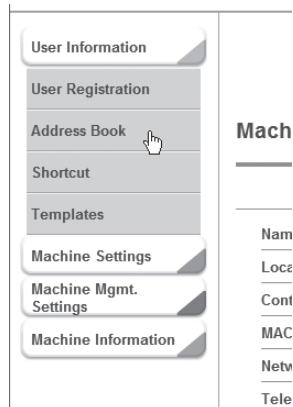 User Information
User Registration
Address Book
Shortcut
Templates
Machine Settings
Machine Mgmt.
Settings
Machine Information
Mach
Nam
Loca
Cont
MAC
Netw
Tele